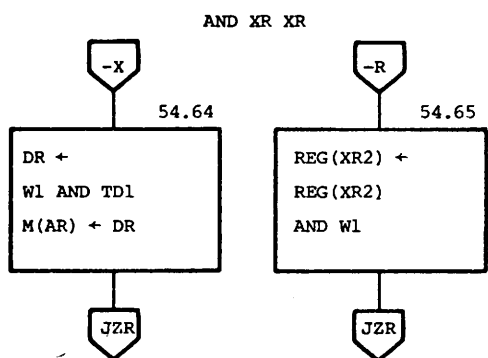 AND XR XR
-X
54.64
DR ←
W1 AND TD1
M(AR) ← DR
JZR
-R
54.65
REG(XR2) ←
REG(XR2)
AND W1
JZR